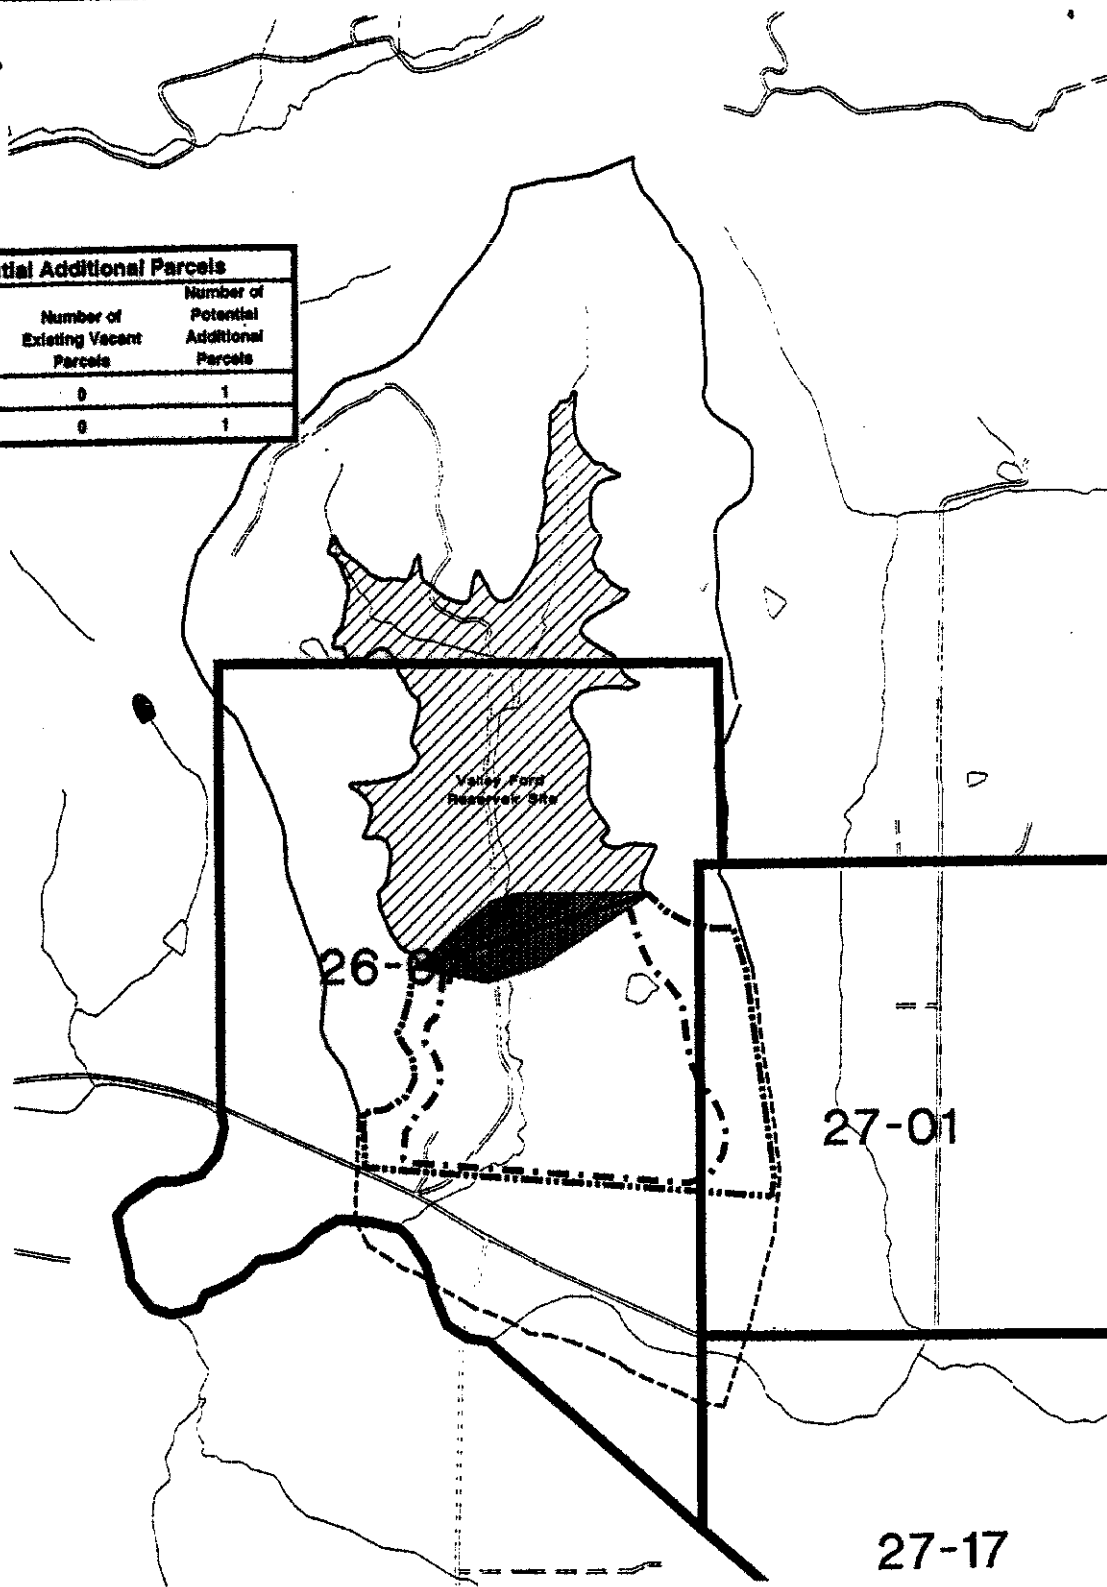 tial Additional Parcels
Number of
Existing Vacant
Parcels
Number of
Potential
Additional
Parcels
0 1
0 1
Valley Ford
Reservoir Site
26-
27-01
27-17